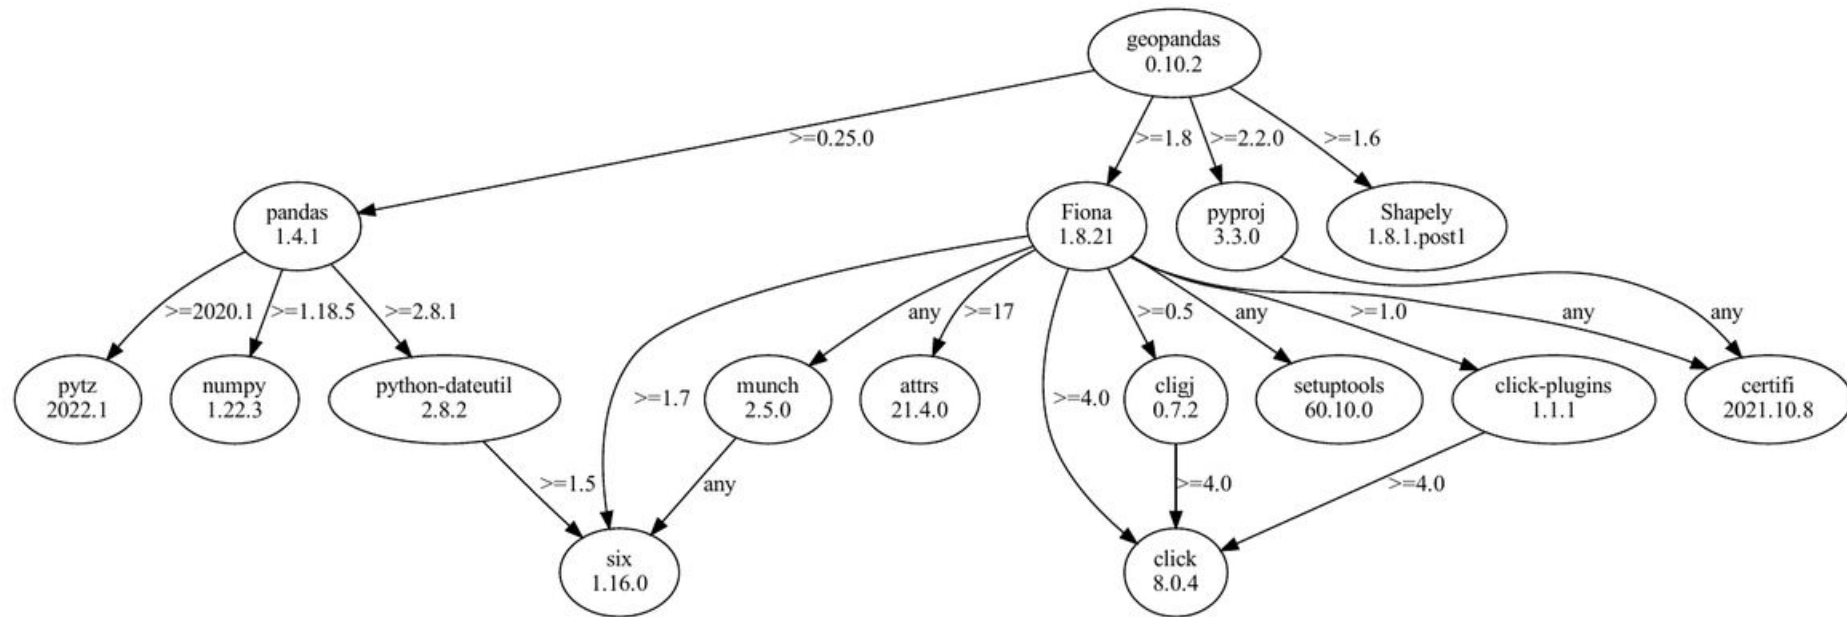 geopandas
0.10.2
>=0.25.0
>=1.8
>=2.2.0
>=1.6
pandas
1.4.1
Fiona
1.8.21
pyproj
3.3.0
Shapely
1.8.1.post1
>=2020.1
>=1.18.5
>=2.8.1
any
>=17
>=0.5
any
>=1.0
any
any
pytz
2022.1
numpy
1.22.3
python-dateutil
2.8.2
>=1.7
munch
2.5.0
attrs
21.4.0
>=4.0
cligj
0.7.2
setuptools
60.10.0
click-plugins
1.1.1
certifi
2021.10.8
>=1.5
any
>=4.0
>=4.0
six
1.16.0
click
8.0.4